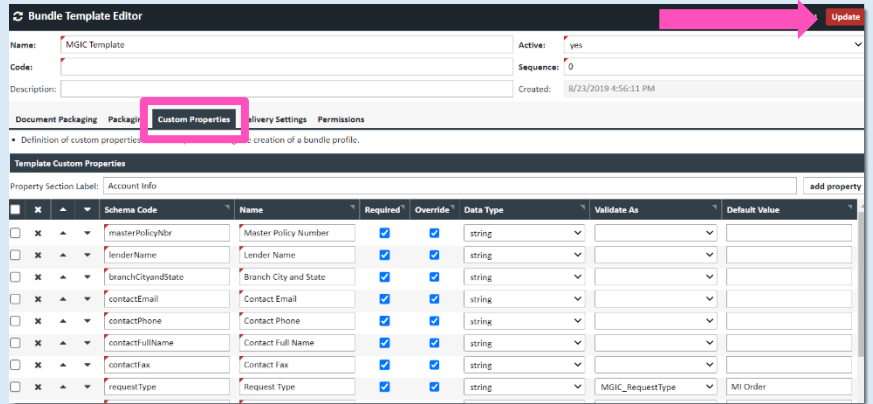 Bundle Template Editor
Update
Name: MGIC Template
Active: yes
Code:
Sequence: 0
Description:
Created: 8/23/2019 4:56:11 PM
Document Packaging Custom Properties Settings Permissions
Definition of custom properties creation of a bundle profile.
Template Custom Properties
Property Section Label: Account Info add property
Schema Code Name Required Override Data Type Validate As Default Value
masterPolicyNbr Master Policy Number string
lenderName Lender Name string
branchCityandState Branch City and State string
contactEmail Contact Email string
contactPhone Contact Phone string
contactFullName Contact Full Name string
contactFax Contact Fax string
requestType Request Type string MGIC_RequestType MI Order